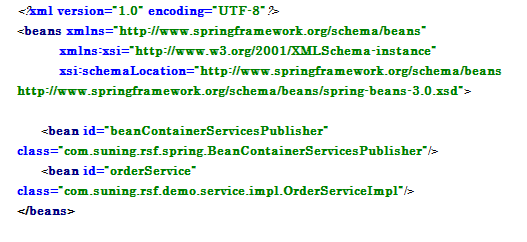 <?xml version="1.0" encoding="UTF-8"?>
<beans xmlns="http://www.springframework.org/schema/beans"
xmlns:xsi="http://www.w3.org/2001/XMLSchema-instance"
xsi:schemaLocation="http://www.springframework.org/schema/beans
http://www.springframework.org/schema/beans/spring-beans-3.0.xsd">
<bean id="beanContainerServicesPublisher"
class="com.suning.rsf.spring.BeanContainerServicesPublisher"/>
<bean id="orderService"
class="com.suning.rsf.demo.service.impl.OrderServiceImpl"/>
</beans>